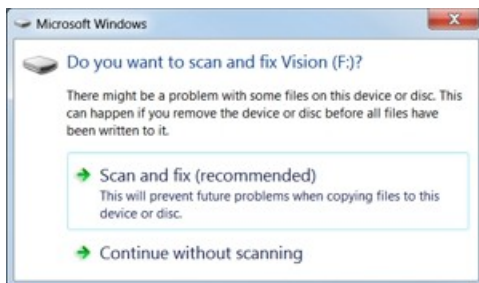 Microsoft Windows
Do you want to scan and fix Vision (F:)?
There might be a problem with some files on this device or disc. This
can happen if you remove the device or disc before all files have
been written to it.
Scan and fix (recommended)
This will prevent future problems when copying files to this
device or disc.
Continue without scanning